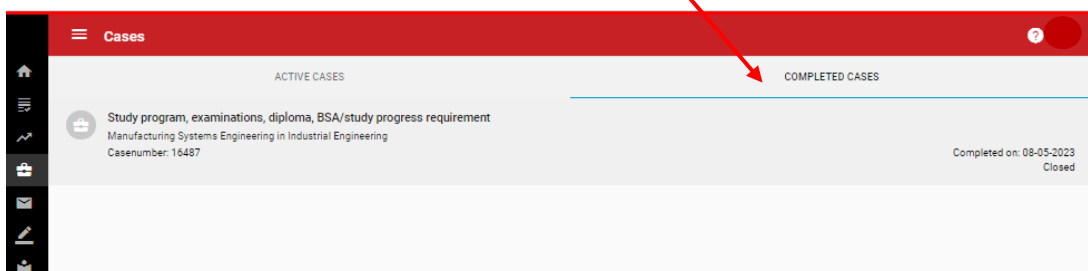 Cases
ACTIVE CASES
COMPLETED CASES
Study program, examinations, diploma, BSA/study progress requirement
Manufacturing Systems Engineering in Industrial Engineering
Casenumber: 16487
Completed on: 08-05-2023
Closed